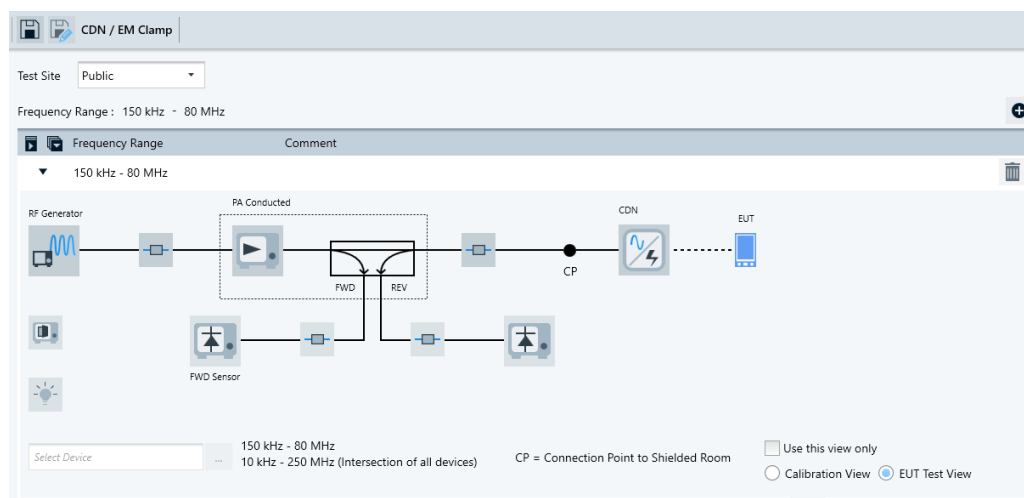 CDN / EM Clamp
Test Site Public
Frequency Range : 150 kHz - 80 MHz
Frequency Range Comment
150 kHz - 80 MHz
RF Generator
PA Conducted
CDN
EUT
CP
FWD REV
FWD Sensor
Select Device ...
150 kHz - 80 MHz
10 kHz - 250 MHz (Intersection of all devices)
CP = Connection Point to Shielded Room
Use this view only
Calibration View EUT Test View